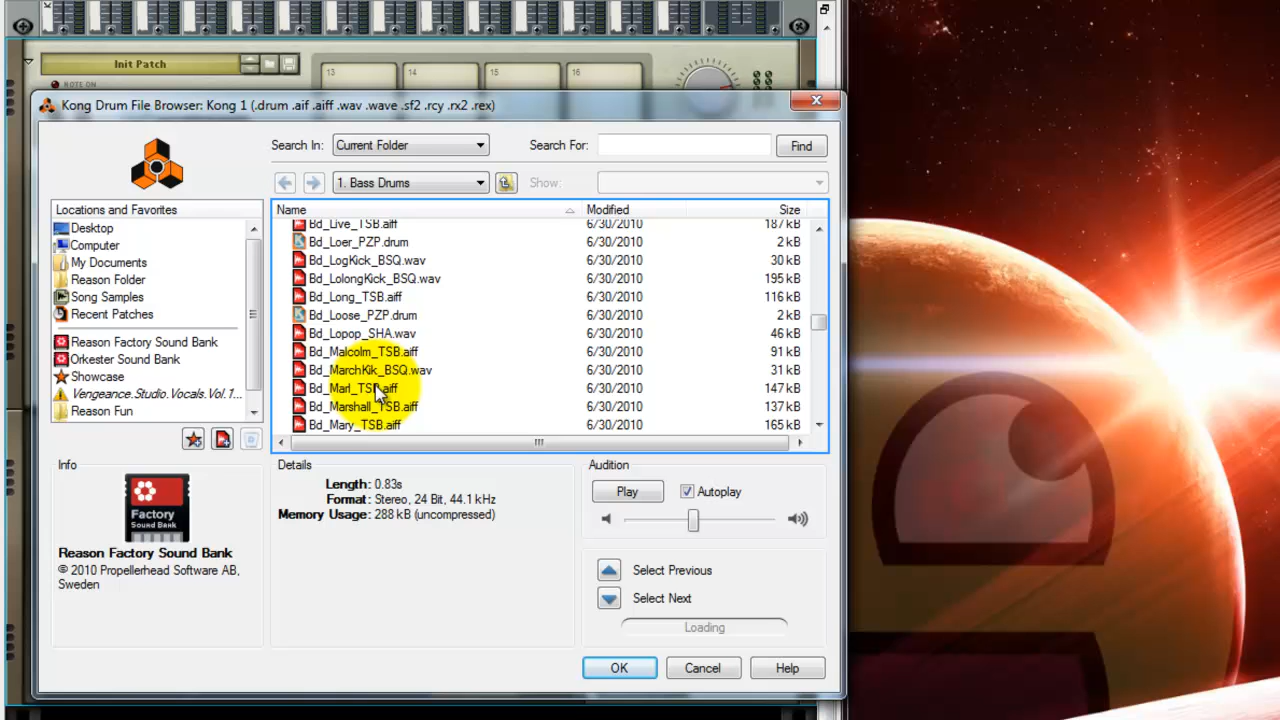 Init Patch
13 14 15 16
NOTE ON
Kong Drum File Browser: Kong 1 (.drum .aif .aiff .wav .wave .sf2 .rcy .rx2 .rex)
Search In: Current Folder Search For: Find
1. Bass Drums Show:
Locations and Favorites
Desktop
Computer
My Documents
Reason Folder
Song Samples
Recent Patches
Reason Factory Sound Bank
Orkester Sound Bank
Showcase
Vengeance.Studio.Vocals.Vol.1...
Reason Fun
Name Modified Size
Bd_Live_TSB.aiff 6/30/2010 187 kB
Bd_Loer_PZP.drum 6/30/2010 2 kB
Bd_LogKick_BSQ.wav 6/30/2010 30 kB
Bd_LolongKick_BSQ.wav 6/30/2010 195 kB
Bd_Long_TSB.aiff 6/30/2010 116 kB
Bd_Loose_PZP.drum 6/30/2010 2 kB
Bd_Lopop_SHA.wav 6/30/2010 46 kB
Bd_Malcolm_TSB.aiff 6/30/2010 91 kB
Bd_MarchKik_BSQ.wav 6/30/2010 31 kB
Bd_Marl_TSB.aiff 6/30/2010 147 kB
Bd_Marshall_TSB.aiff 6/30/2010 137 kB
Bd_Mary_TSB.aiff 6/30/2010 165 kB
Info
Factory
Sound Bank
Reason Factory Sound Bank
© 2010 Propellerhead Software AB,
Sweden
Details
Length: 0.83s
Format: Stereo, 24 Bit, 44.1 kHz
Memory Usage: 288 kB (uncompressed)
Audition
Play Autoplay
Select Previous
Select Next
Loading
OK Cancel Help